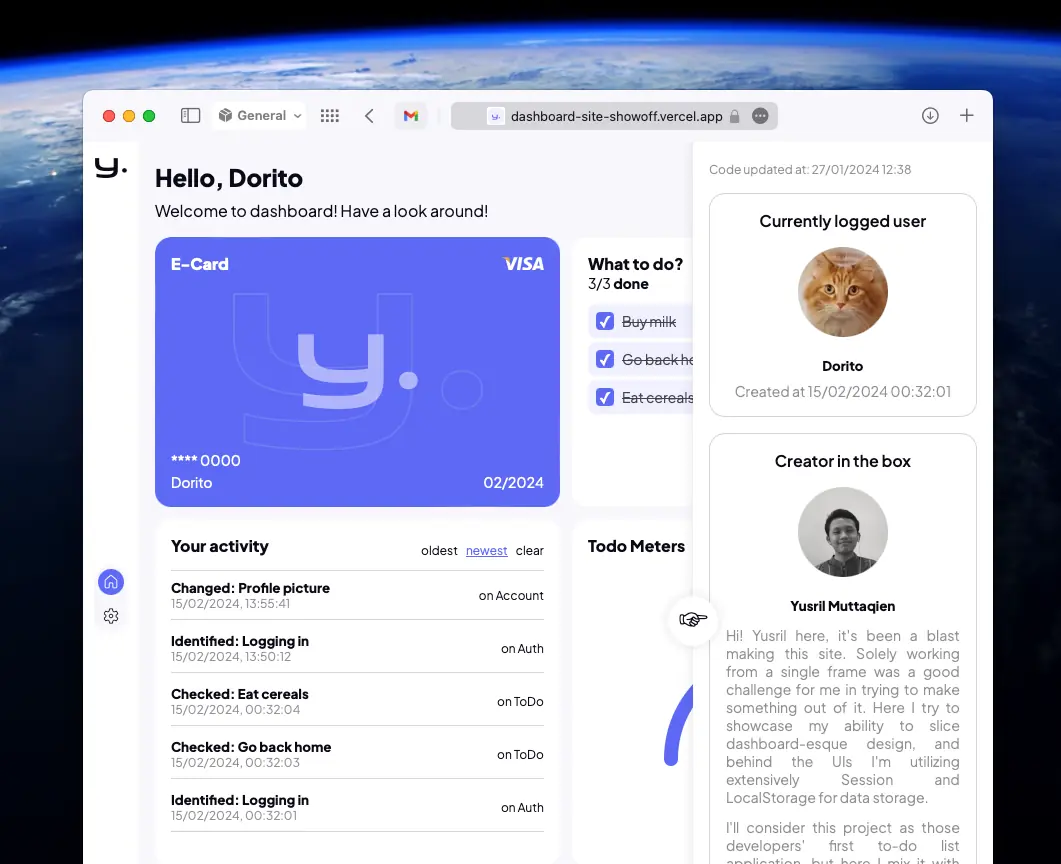 General
dashboard-site-showoff.vercel.app
y.
Hello, Dorito
Welcome to dashboard! Have a look around!
E-Card
VISA
y.
**** 0000
Dorito
02/2024
What to do?
3/3 done
Buy milk
Go back ho
Eat cereals
Your activity
oldest newest clear
Changed: Profile picture
15/02/2024, 13:55:41
on Account
Identified: Logging in
15/02/2024, 13:50:12
on Auth
Checked: Eat cereals
15/02/2024, 00:32:04
on ToDo
Checked: Go back home
15/02/2024, 00:32:03
on ToDo
Identified: Logging in
15/02/2024, 00:32:01
on Auth
Todo Meters
Code updated at: 27/01/2024 12:38
Currently logged user
Dorito
Created at 15/02/2024 00:32:01
Creator in the box
Yusril Muttaqien
Hi! Yusril here, it's been a blast
making this site. Solely working
from a single frame was a good
challenge for me in trying to make
something out of it. Here I try to
showcase my ability to slice
dashboard-esque design, and
behind the UIs I'm utilizing
extensively Session and
LocalStorage for data storage.
I'll consider this project as those
developers' first to-do list
application, but here I mix it with